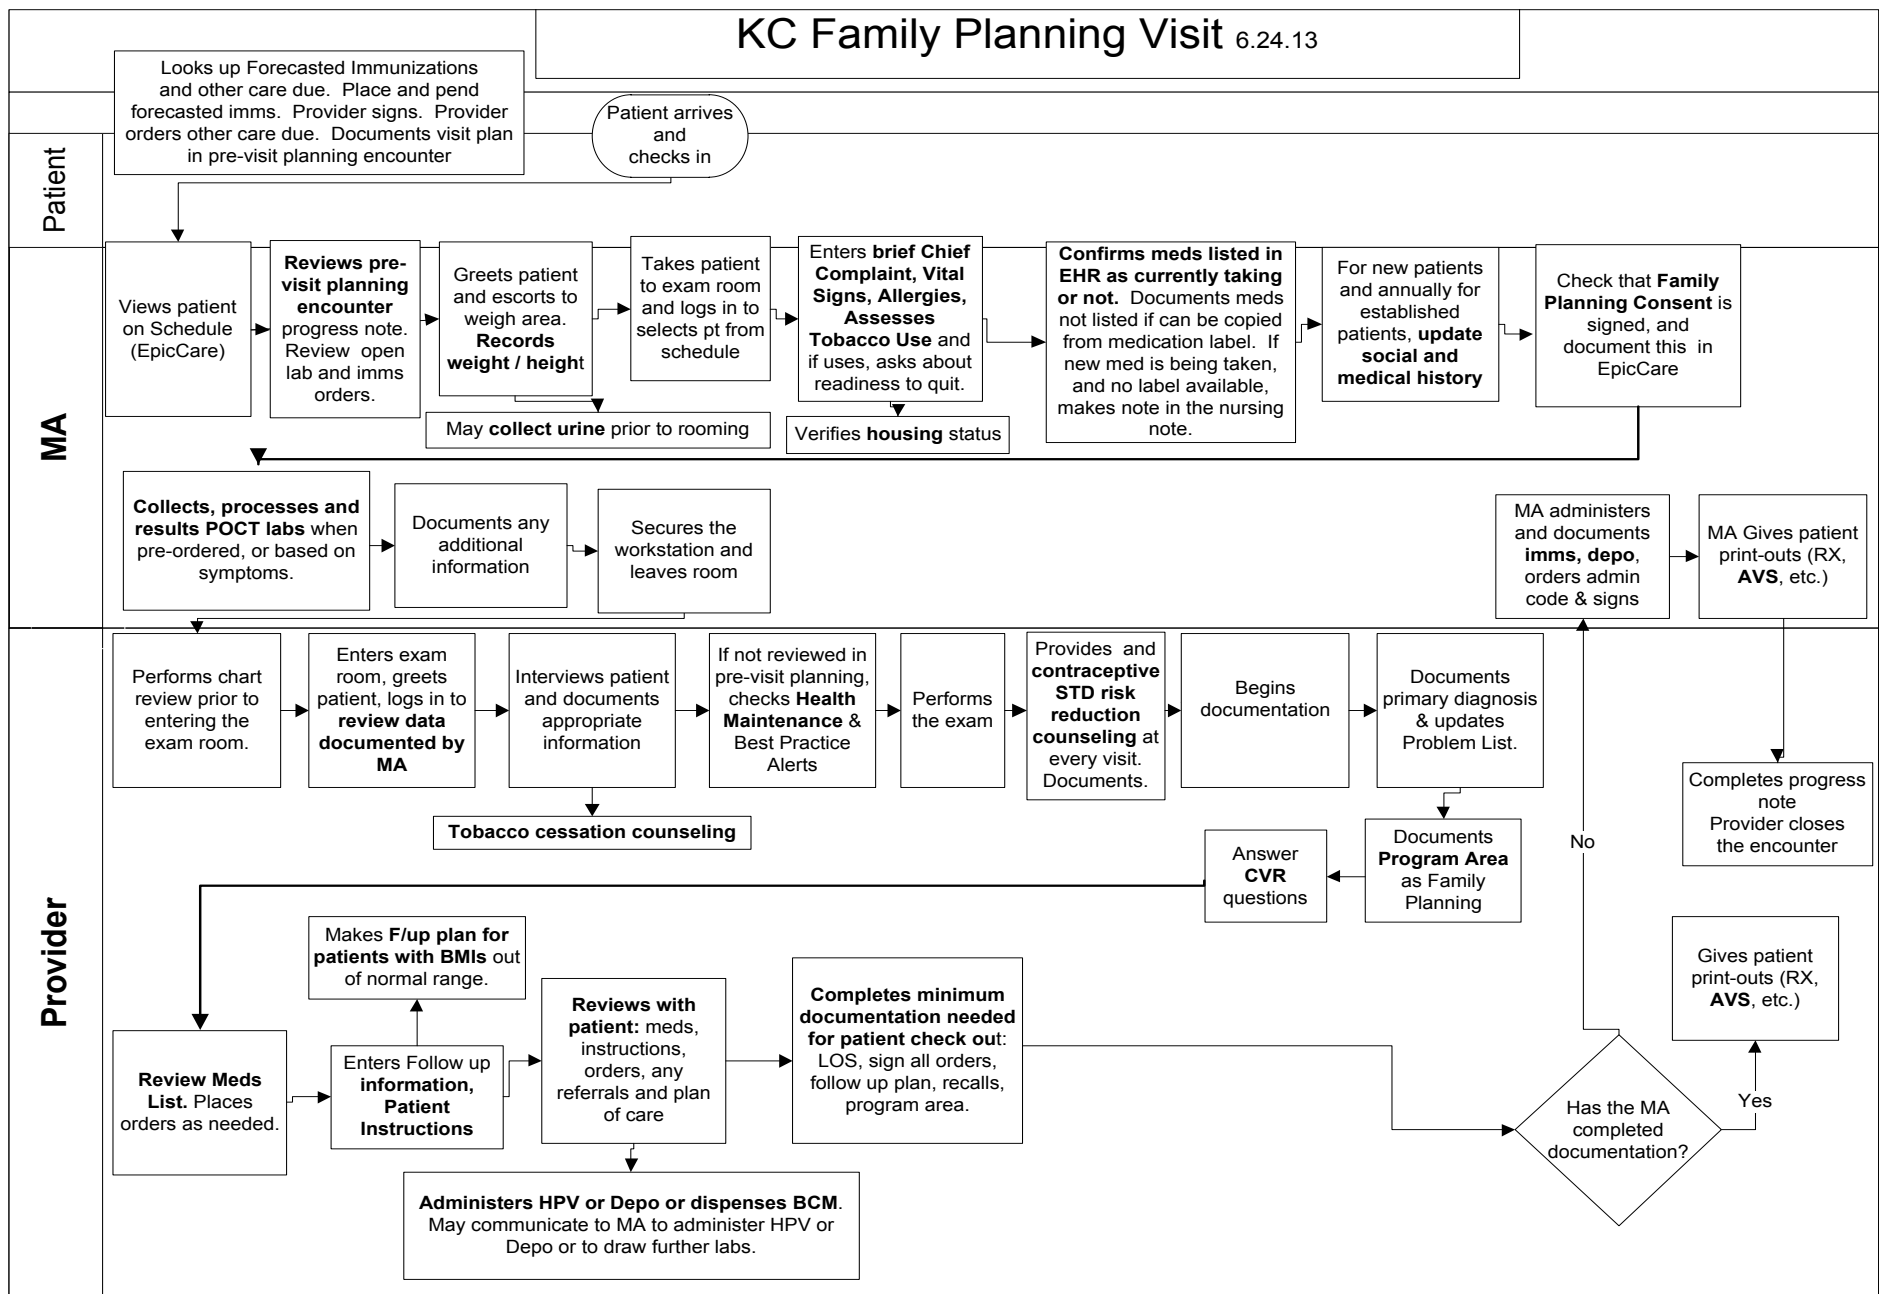 KC Family Planning Visit 6.24.13
Looks up Forecasted Immunizations
and other care due. Place and pend
forecasted imms. Provider signs. Provider
orders other care due. Documents visit plan
in pre-visit planning encounter
Patient arrives
and
checks in
Patient
MA
Views patient
on Schedule
(EpicCare)
Reviews pre-
visit planning
encounter
progress note.
Review open
lab and imms
orders.
Greets patient
and escorts to
weigh area.
Records
weight / height
May collect urine prior to rooming
Takes patient
to exam room
and logs in to
selects pt from
schedule
Enters brief Chief
Complaint, Vital
Signs, Allergies,
Assesses
Tobacco Use and
if uses, asks about
readiness to quit.
Verifies housing status
Confirms meds listed in
EHR as currently taking
or not. Documents meds
not listed if can be copied
from medication label. If
new med is being taken,
and no label available,
makes note in the nursing
note.
For new patients
and annually for
established
patients, update
social and
medical history
Check that Family
Planning Consent is
signed, and
document this in
EpicCare
Collects, processes and
results POCT labs when
pre-ordered, or based on
symptoms.
Documents any
additional
information
Secures the
workstation and
leaves room
MA administers
and documents
imms, depo,
orders admin
code & signs
MA Gives patient
print-outs (RX,
AVS, etc.)
Provider
Performs chart
review prior to
entering the
exam room.
Enters exam
room, greets
patient, logs in to
review data
documented by
MA
Interviews patient
and documents
appropriate
information
Tobacco cessation counseling
If not reviewed in
pre-visit planning,
checks Health
Maintenance &
Best Practice
Alerts
Performs
the exam
Provides and
contraceptive
STD risk
reduction
counseling at
every visit.
Documents.
Begins
documentation
Documents
primary diagnosis
& updates
Problem List.
Documents
Program Area
as Family
Planning
Answer
CVR
questions
No
Completes progress
note
Provider closes
the encounter
Review Meds
List. Places
orders as needed.
Makes F/up plan for
patients with BMIs out
of normal range.
Enters Follow up
information,
Patient
Instructions
Reviews with
patient: meds,
instructions,
orders, any
referrals and plan
of care
Administers HPV or Depo or dispenses BCM.
May communicate to MA to administer HPV or
Depo or to draw further labs.
Completes minimum
documentation needed
for patient check out:
LOS, sign all orders,
follow up plan, recalls,
program area.
Has the MA
completed
documentation?
Yes
Gives patient
print-outs (RX,
AVS, etc.)